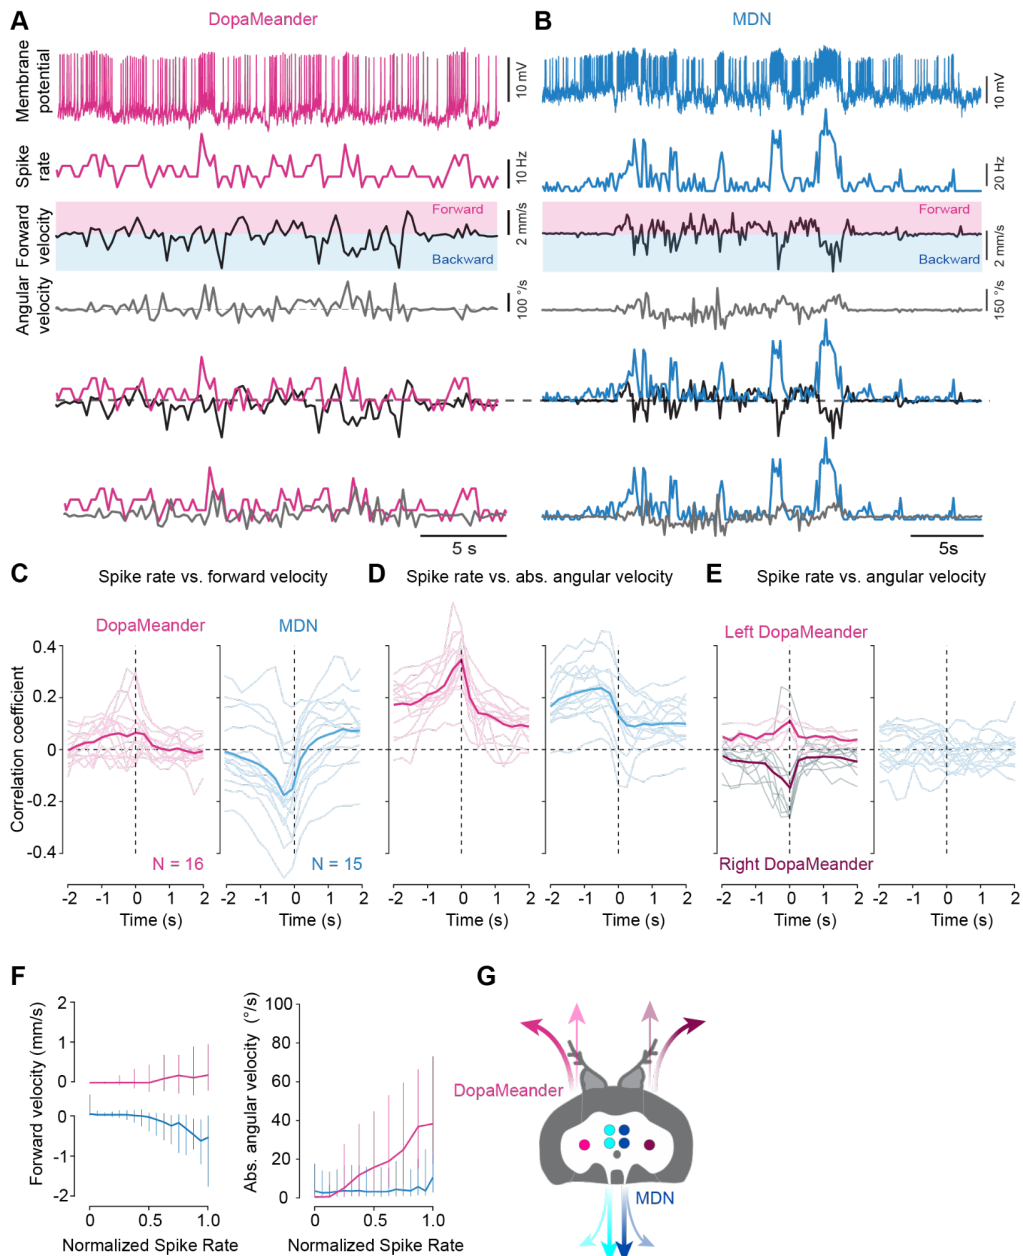 A
DopaMeander
B
MDN
Membrane
potential
10 mV
10 mV
Spike
rate
10 Hz
20 Hz
Forward
velocity
Forward
Backward
2 mm/s
Forward
Backward
2 mm/s
Angular
velocity
100 °/s
150 °/s
5 s
5s
C
Spike rate vs. forward velocity
D
Spike rate vs. abs. angular velocity
E
Spike rate vs. angular velocity
DopaMeander
MDN
Left DopaMeander
Correlation coefficient
0.4
0.2
0
-0.2
-0.4
N = 16
N = 15
Right DopaMeander
-2 -1 0 1 2
-2 -1 0 1 2
-2 -1 0 1 2
-2 -1 0 1 2
-2 -1 0 1 2
-2 -1 0 1 2
Time (s)
Time (s)
Time (s)
Time (s)
Time (s)
Time (s)
F
G
Forward velocity (mm/s)
2
1
0
0
-1
-2
0 0.5 1.0
Normalized Spike Rate
Abs. angular velocity (°/s)
100
80
60
40
20
0
0 0.5 1.0
Normalized Spike Rate
DopaMeander
MDN